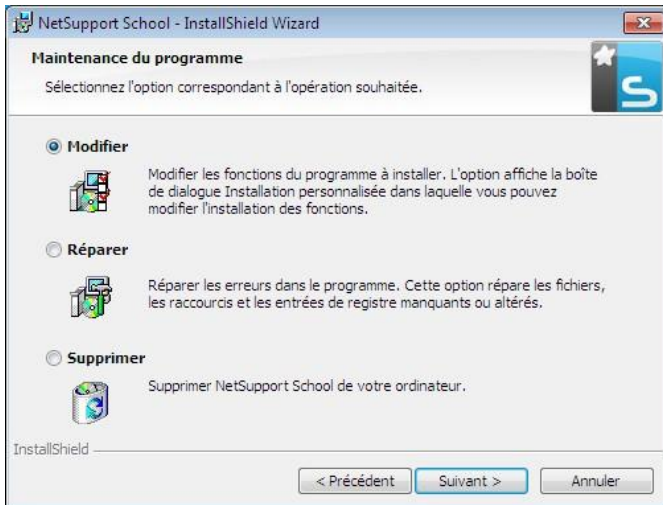 NetSupport School - InstallShield Wizard
Maintenance du programme
Sélectionnez l'option correspondant à l'opération souhaitée.
S
Modifier
Modifier les fonctions du programme à installer. L'option affiche la boîte
de dialogue Installation personnalisée dans laquelle vous pouvez
modifier l'installation des fonctions.
Réparer
Réparer les erreurs dans le programme. Cette option répare les fichiers,
les raccourcis et les entrées de registre manquants ou altérés.
Supprimer
Supprimer NetSupport School de votre ordinateur.
InstallShield
< Précédent
Suivant >
Annuler